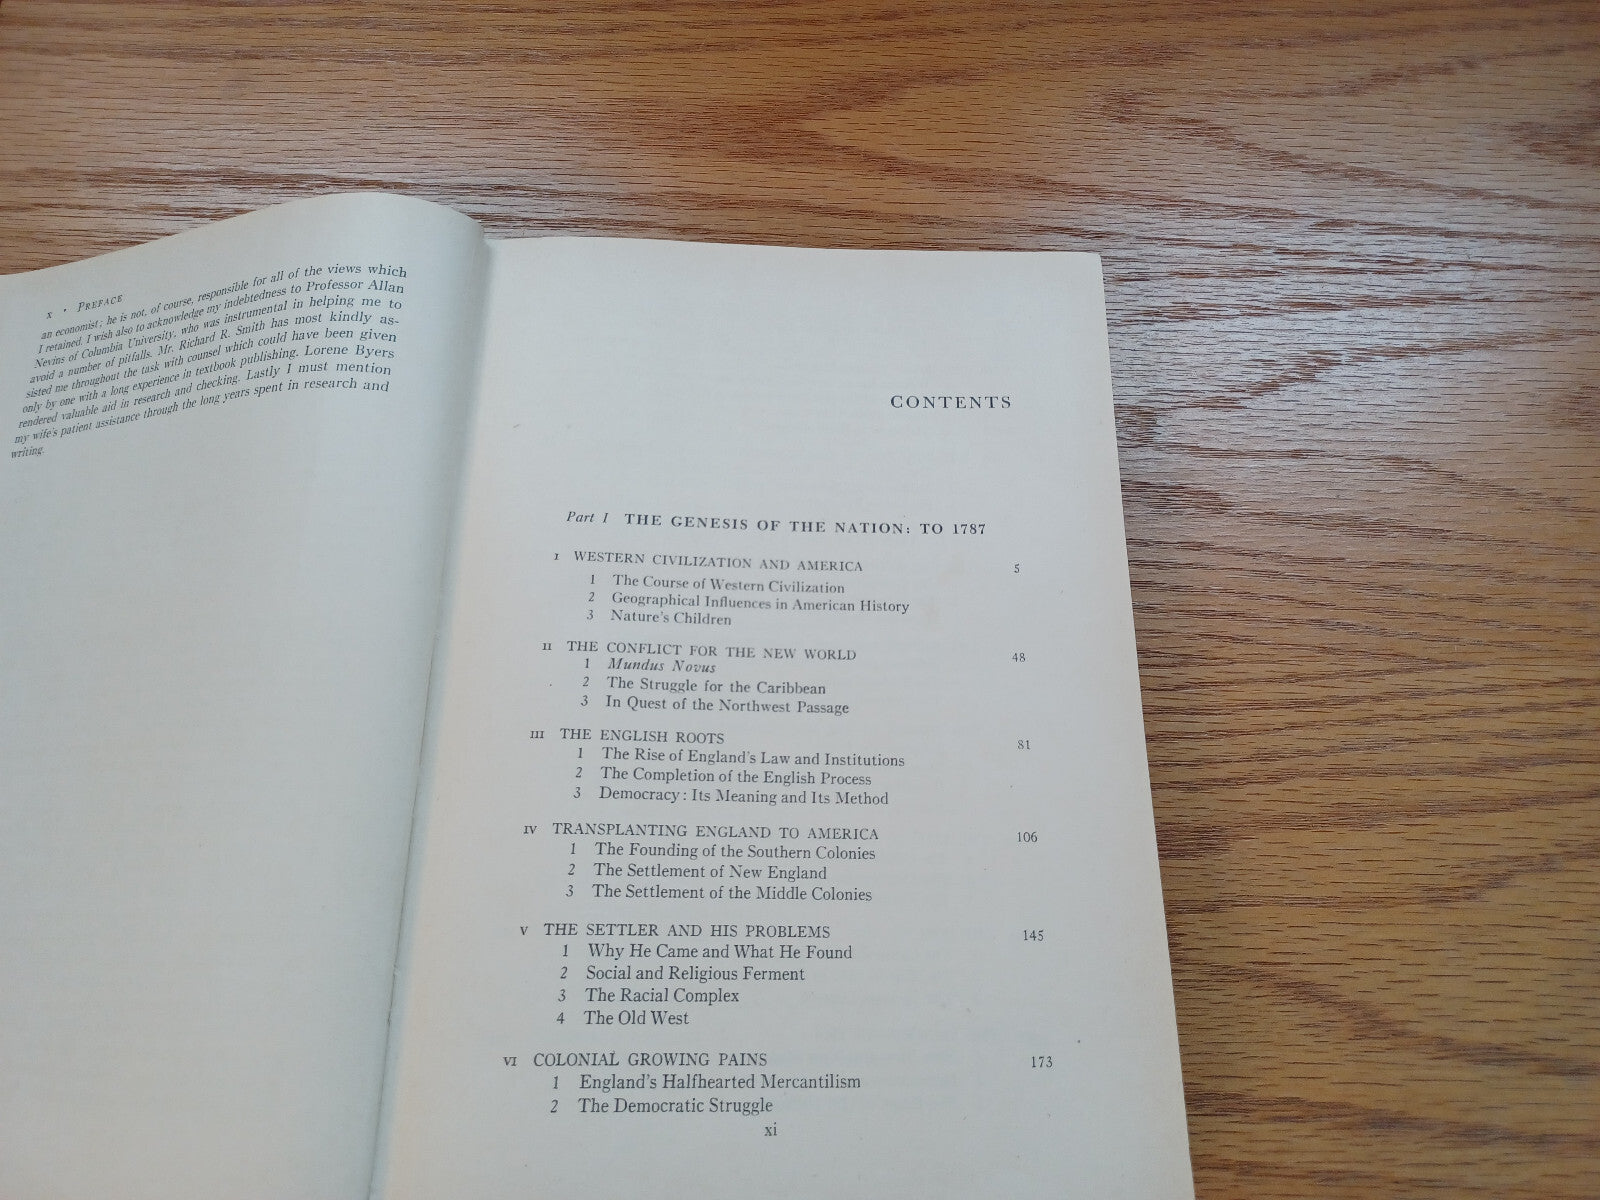 x • PREFACE
an economist; he is not, of course, responsible for all of the views which
I retained. I wish also to acknowledge my indebtedness to Professor Allan
Nevins of Columbia University, who was instrumental in helping me to
avoid a number of pitfalls. Mr. Richard R. Smith has most kindly as-
sisted me throughout the task with counsel which could have been given
only by one with a long experience in textbook publishing. Lorene Byers
rendered valuable aid in research and checking. Lastly I must mention
my wife's patient assistance through the long years spent in research and
writing.
CONTENTS
Part I THE GENESIS OF THE NATION: TO 1787
I WESTERN CIVILIZATION AND AMERICA 5
1 The Course of Western Civilization
2 Geographical Influences in American History
3 Nature's Children
II THE CONFLICT FOR THE NEW WORLD 48
1 Mundus Novus
2 The Struggle for the Caribbean
3 In Quest of the Northwest Passage
III THE ENGLISH ROOTS 81
1 The Rise of England's Law and Institutions
2 The Completion of the English Process
3 Democracy: Its Meaning and Its Method
IV TRANSPLANTING ENGLAND TO AMERICA 106
1 The Founding of the Southern Colonies
2 The Settlement of New England
3 The Settlement of the Middle Colonies
V THE SETTLER AND HIS PROBLEMS 145
1 Why He Came and What He Found
2 Social and Religious Ferment
3 The Racial Complex
4 The Old West
VI COLONIAL GROWING PAINS 173
1 England's Halfhearted Mercantilism
2 The Democratic Struggle
xi